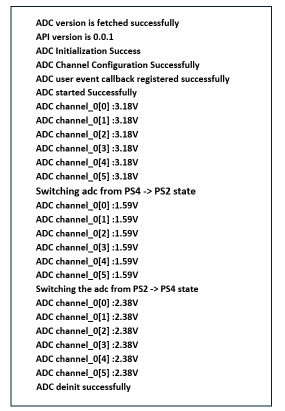 ADC version is fetched successfully
API version is 0.0.1
ADC Initialization Success
ADC Channel Configuration Successfully
ADC user event callback registered successfully
ADC started Successfully
ADC channel_0[0] :3.18V
ADC channel_0[1] :3.18V
ADC channel_0[2] :3.18V
ADC channel_0[3] :3.18V
ADC channel_0[4] :3.18V
ADC channel_0[5] :3.18V
Switching adc from PS4 -> PS2 state
ADC channel_0[0] :1.59V
ADC channel_0[1] :1.59V
ADC channel_0[2] :1.59V
ADC channel_0[3] :1.59V
ADC channel_0[4] :1.59V
ADC channel_0[5] :1.59V
Switching the adc from PS2 -> PS4 state
ADC channel_0[0] :2.38V
ADC channel_0[1] :2.38V
ADC channel_0[2] :2.38V
ADC channel_0[3] :2.38V
ADC channel_0[4] :2.38V
ADC channel_0[5] :2.38V
ADC deinit successfully